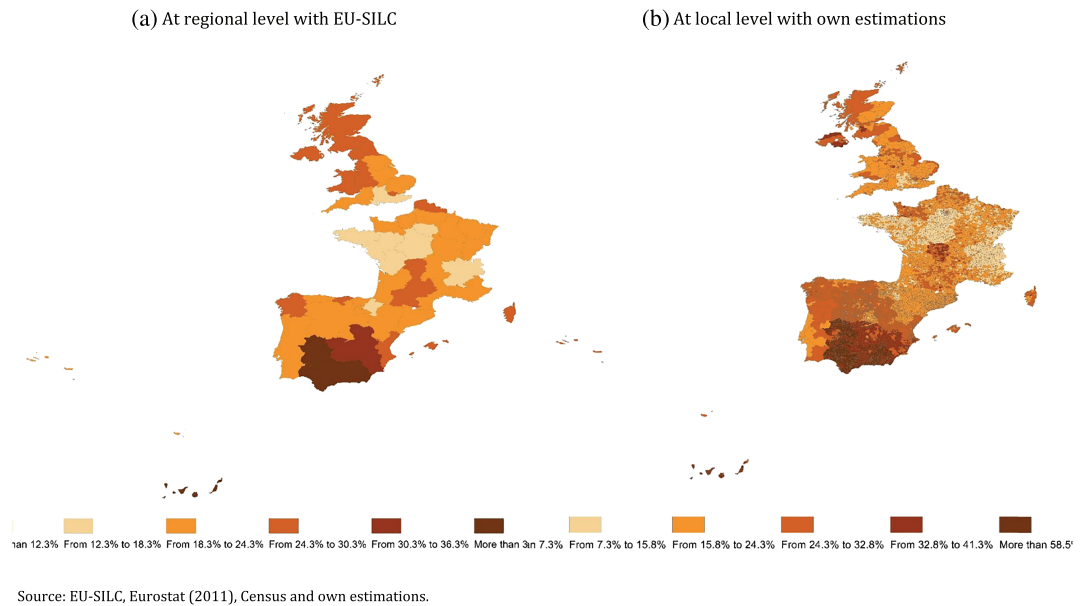 (a) At regional level with EU-SILC
(b) At local level with own estimations
12.3% From 12.3% to 18.3% From 18.3% to 24.3% From 24.3% to 30.3% From 30.3% to 36.3% More than 7.3% From 7.3% to 15.8% From 15.8% to 24.3% From 24.3% to 32.8% From 32.8% to 41.3% More than 58.5%
Source: EU-SILC, Eurostat (2011), Census and own estimations.